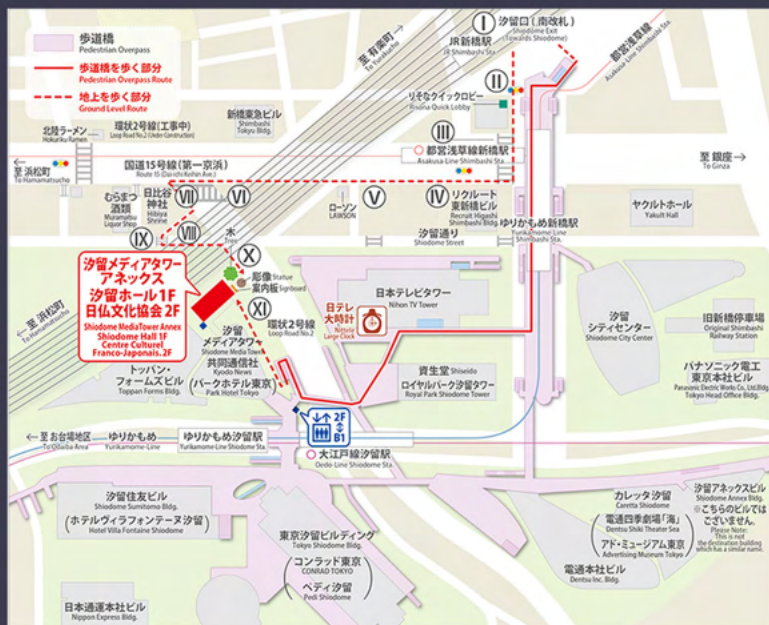 歩道橋
Pedestrian Overpass
歩道橋を歩く部分
Pedestrian Overpass Route
地上を歩く部分
Ground Level Route
至 有楽町
To Yurakucho
Ⅰ
汐留口(南改札)
Shiodome Exit
(Towards Shiodome)
JR新橋駅
JR Shimbashi Sta.
都営浅草線
Asakusa-Line Shimbashi Sta.
Ⅱ
りそなクイックロビー
Risona Quick Lobby
新橋東急ビル
Shimbashi
Tokyu Bldg.
北陸ラーメン
Hokuriku Ramen
環状2号線(工事中)
Loop Road No.2 (Under Construction)
Ⅲ
都営浅草線新橋駅
Asakusa-Line Shimbashi Sta.
至 浜松町
To Hamamatsucho
国道15号線(第一京浜)
Route 15 (Daiichi Keihin Ave.)
至 銀座
To Ginza
むらまつ
酒類
Muramatsu
Liquor Shop
日比谷
神社
Hibiya
Shrine
Ⅶ
Ⅵ
ローソン
LAWSON
Ⅴ
Ⅳ
リクルート
東新橋ビル
Recruit Higashi
Shimbashi Bldg.
ゆりかもめ新橋駅
Yurikamome-Line
Shimbashi Sta.
ヤクルトホール
Yakult Hall
Ⅸ
Ⅷ
木
Tree
汐留通り
Shiodome Street
Ⅹ
彫像 Statue
案内板 Signboard
汐留メディアタワー
アネックス
汐留ホール1F
日仏文化協会 2F
Shiodome MediaTower Annex
Shiodome Hall 1F
Centre Culturel
Franco-Japonais. 2F
Ⅺ
日テレ
大時計
Nittele
Large Clock
日本テレビタワー
Nihon TV Tower
至 浜松町
To Hamamatsucho
環状2号線
Loop Road No.2
汐留
メディアタワー
Shiodome Media Tower
共同通信社
Kyodo News
(パークホテル東京)
Park Hotel Tokyo
汐留
シティセンター
Shiodome City Center
旧新橋停車場
Original Shimbashi
Railway Station
トッパン・
フォームズビル
Toppan Forms Bldg.
資生堂 Shiseido
ロイヤルパーク汐留タワー
Royal Park Shiodome Tower
パナソニック電工
東京本社ビル
Panasonic Electric Works Co., Ltd.Bldg.
Tokyo Head Office Bldg.
2F
B1
至 お台場地区
To Odaiba Area
ゆりかもめ
Yurikamome-Line
ゆりかもめ汐留駅
Yurikamome-Line Shiodome Sta.
大江戸線汐留駅
Oedo-Line Shiodome Sta.
汐留住友ビル
Shiodome Sumitomo Bldg.
(ホテルヴィラフォンテーヌ汐留)
Hotel Villa Fontaine Shiodome
東京汐留ビルディング
Tokyo Shiodome Bldg.
コンラッド東京
CONRAD TOKYO
ペディ汐留
Pedi Shiodome
カレッタ汐留
Caretta Shiodome
電通四季劇場「海」
Dentsu Shiki Theater Sea
アド・ミュージアム東京
Advertising Museum Tokyo
電通本社ビル
Dentsu Inc. Bldg.
汐留アネックスビル
Shiodome Annex Bldg.
※こちらのビルでは
ございません。
Please Note:
This is not
the destination building
which has a similar name.
日本通運本社ビル
Nippon Express Bldg.